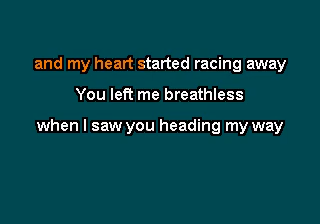 and my heart started racing away
You left me breathless
when I saw you heading my way